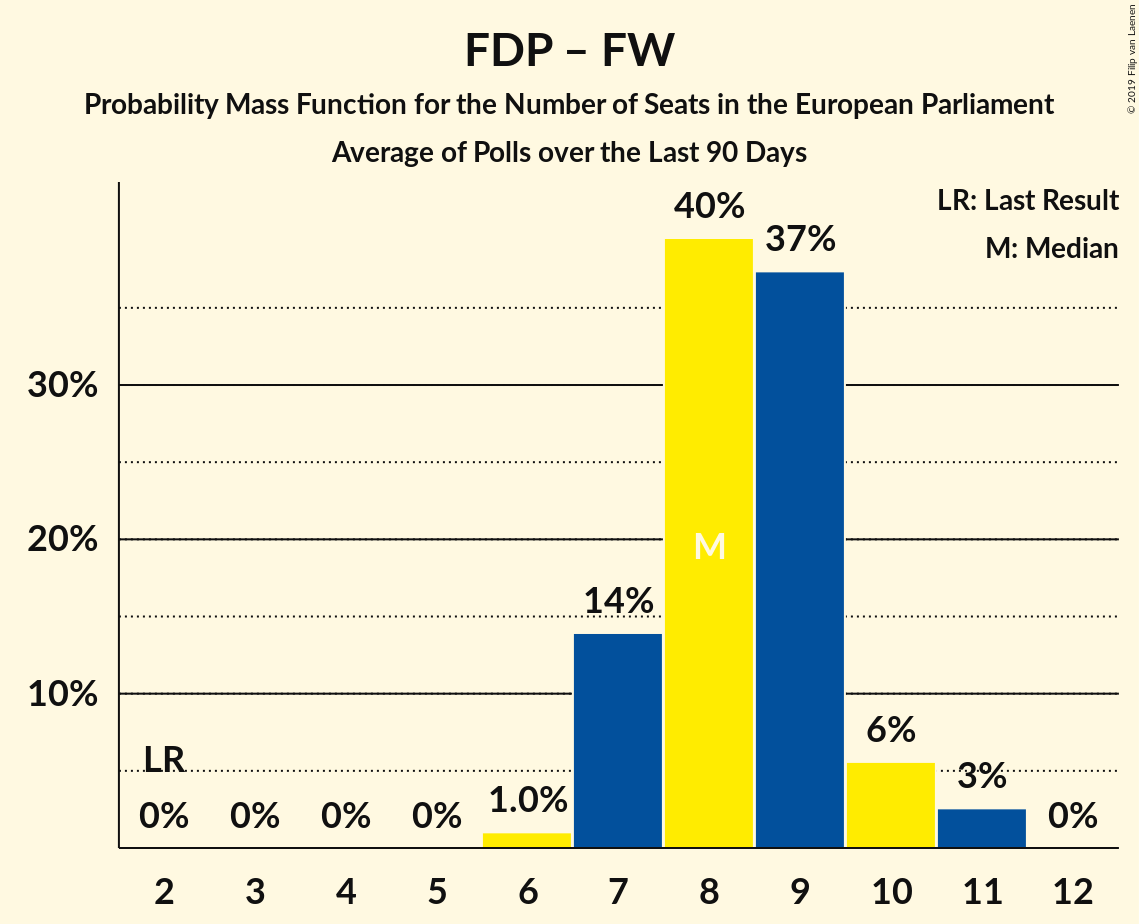 FDP – FW
Probability Mass Function for the Number of Seats in the European Parliament
Average of Polls over the Last 90 Days
© 2019 Filip van Laenen
LR: Last Result
M: Median
40%
37%
30%
20%
M
14%
10%
6%
LR
3%
1.0%
0% 0% 0% 0% 0%
2 3 4 5 6 7 8 9 10 11 12